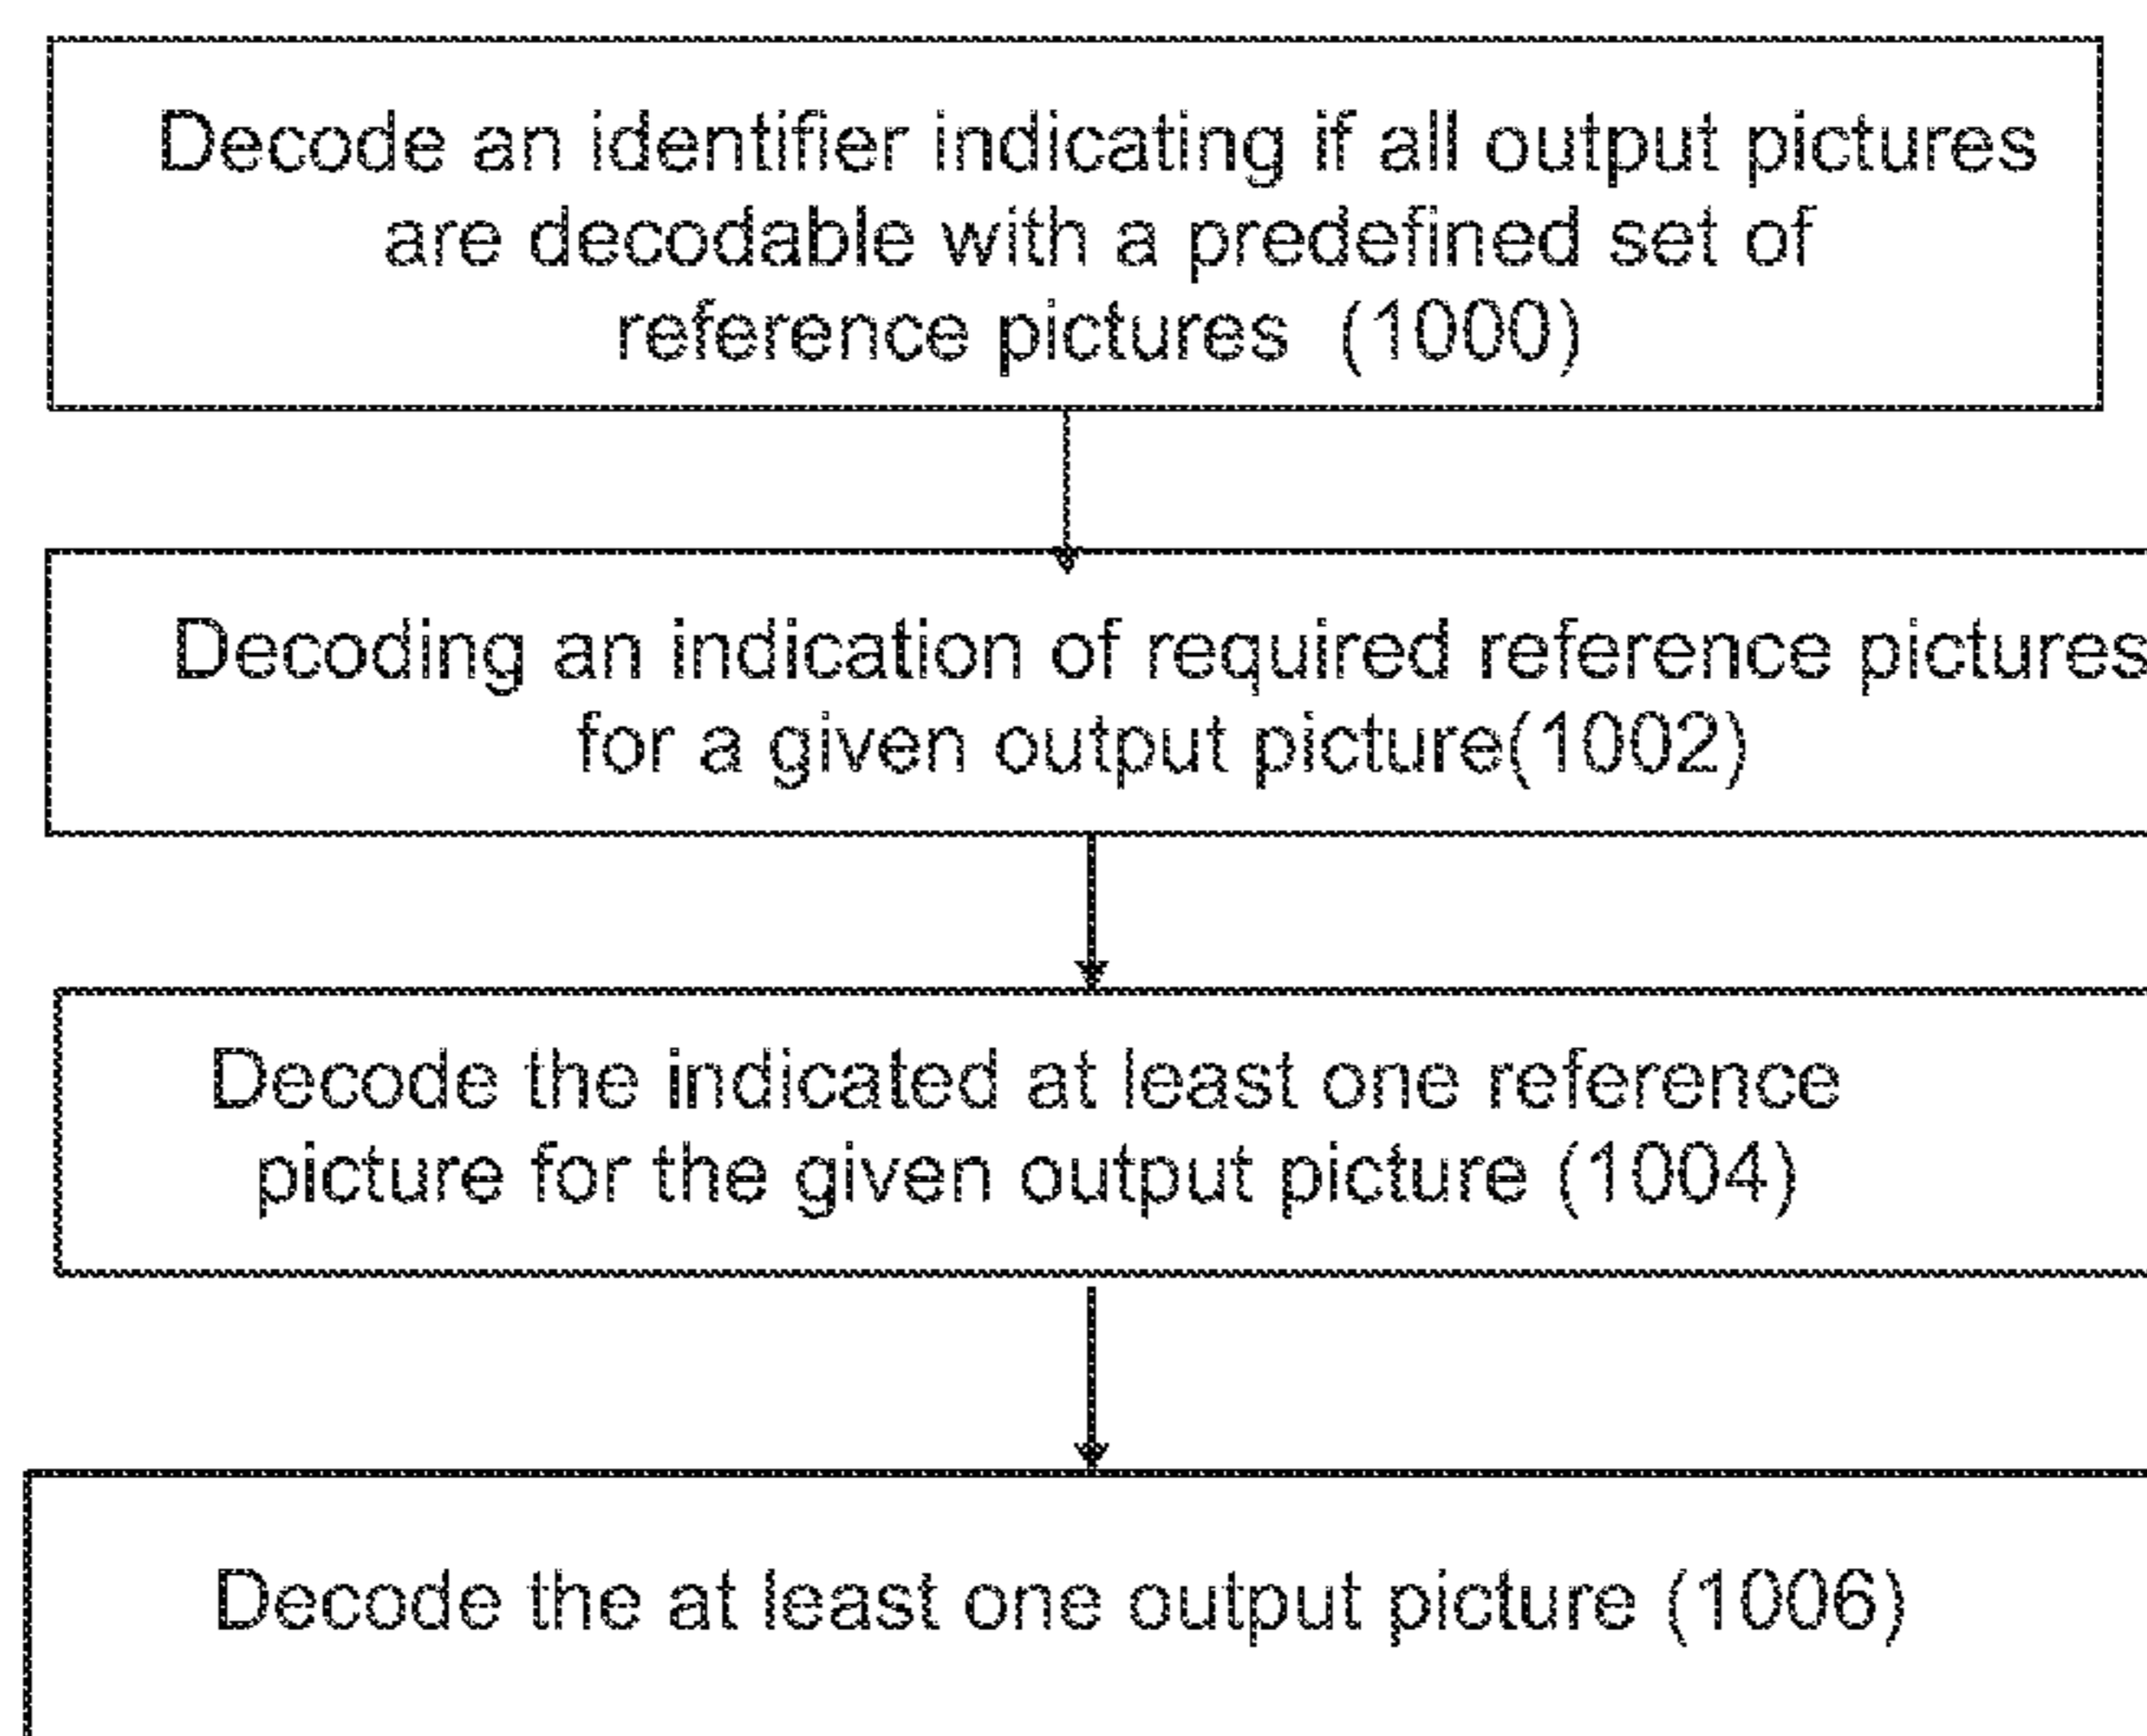 Decode an identifier indicating if all output pictures
are decodable with a predefined set of
reference pictures (1000)
Decoding an indication of required reference pictures
for a given output picture(1002)
Decode the indicated at least one reference
picture for the given output picture (1004)
Decode the at least one output picture (1006)